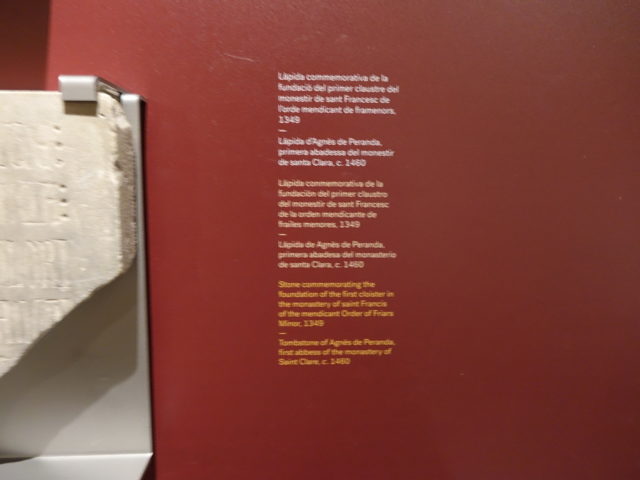 Làpida commemorativa de la
fundació del primer claustre del
monestir de sant Francesc de
l'orde mendicant de framenors,
1349
—
Làpida d'Agnès de Peranda,
primera abadessa del monestir
de santa Clara, c. 1460
Lápida conmemorativa de la
fundación del primer claustro
del monestir de sant Francesc
de la orden mendicante de
frailes menores, 1349
—
Lápida de Agnès de Peranda,
primera abadesa del monasterio
de santa Clara, c. 1460
Stone commemorating the
foundation of the first cloister in
the monastery of saint Francis
of the mendicant Order of Friars
Minor, 1349
—
Tombstone of Agnès de Peranda,
first abbess of the monastery of
Saint Clare, c. 1460